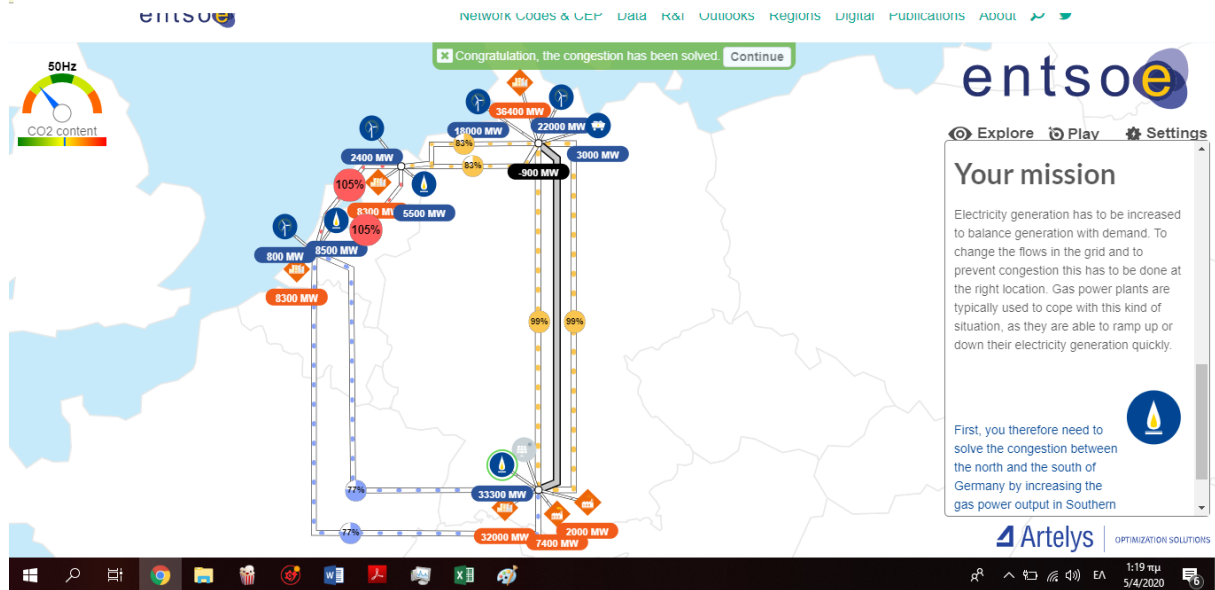 entsoe
Network Codes & CEP Data R&I Outlooks Regions Digital Publications About
Congratulation, the congestion has been solved. Continue
50Hz
CO2 content
36400 MW
18000 MW
22000 MW
83%
3000 MW
2400 MW
83%
-900 MW
105%
8300 MW
5500 MW
105%
8500 MW
800 MW
8300 MW
99%
99%
33300 MW
77%
77%
32000 MW
2000 MW
7400 MW
entsoe
Explore Play Settings
Your mission
Electricity generation has to be increased
to balance generation with demand. To
change the flows in the grid and to
prevent congestion this has to be done at
the right location. Gas power plants are
typically used to cope with this kind of
situation, as they are able to ramp up or
down their electricity generation quickly.
First, you therefore need to
solve the congestion between
the north and the south of
Germany by increasing the
gas power output in Southern
Artelys OPTIMIZATION SOLUTIONS
ΕΛ
1:19 πμ
5/4/2020
6